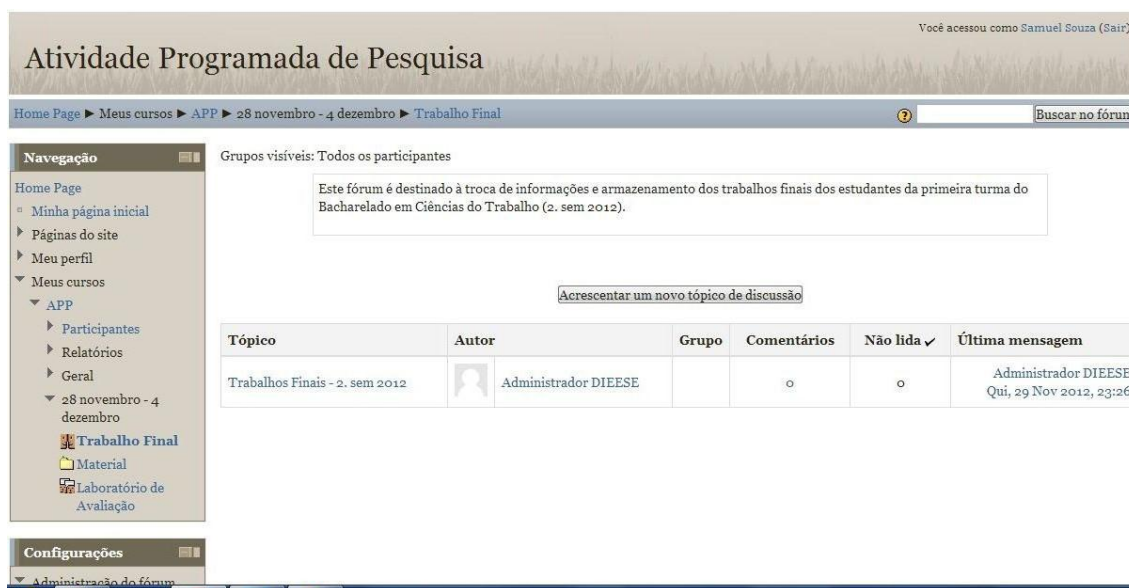 Você acessou como Samuel Souza (Sair)
Atividade Programada de Pesquisa
Home Page ► Meus cursos ► APP ► 28 novembro - 4 dezembro ► Trabalho Final
Buscar no fórum
Navegação
Home Page
Minha página inicial
Páginas do site
Meu perfil
Meus cursos
APP
Participantes
Relatórios
Geral
28 novembro - 4
dezembro
Trabalho Final
Material
Laboratório de
Avaliação
Configurações
Administração do fórum
Grupos visíveis: Todos os participantes
Este fórum é destinado à troca de informações e armazenamento dos trabalhos finais dos estudantes da primeira turma do
Bacharelado em Ciências do Trabalho (2. sem 2012).
Acrescentar um novo tópico de discussão
Tópico Autor Grupo Comentários Não lida ✓ Última mensagem
Trabalhos Finais - 2. sem 2012 Administrador DIEESE 0 0 Administrador DIEESE
Qui, 29 Nov 2012, 23:26